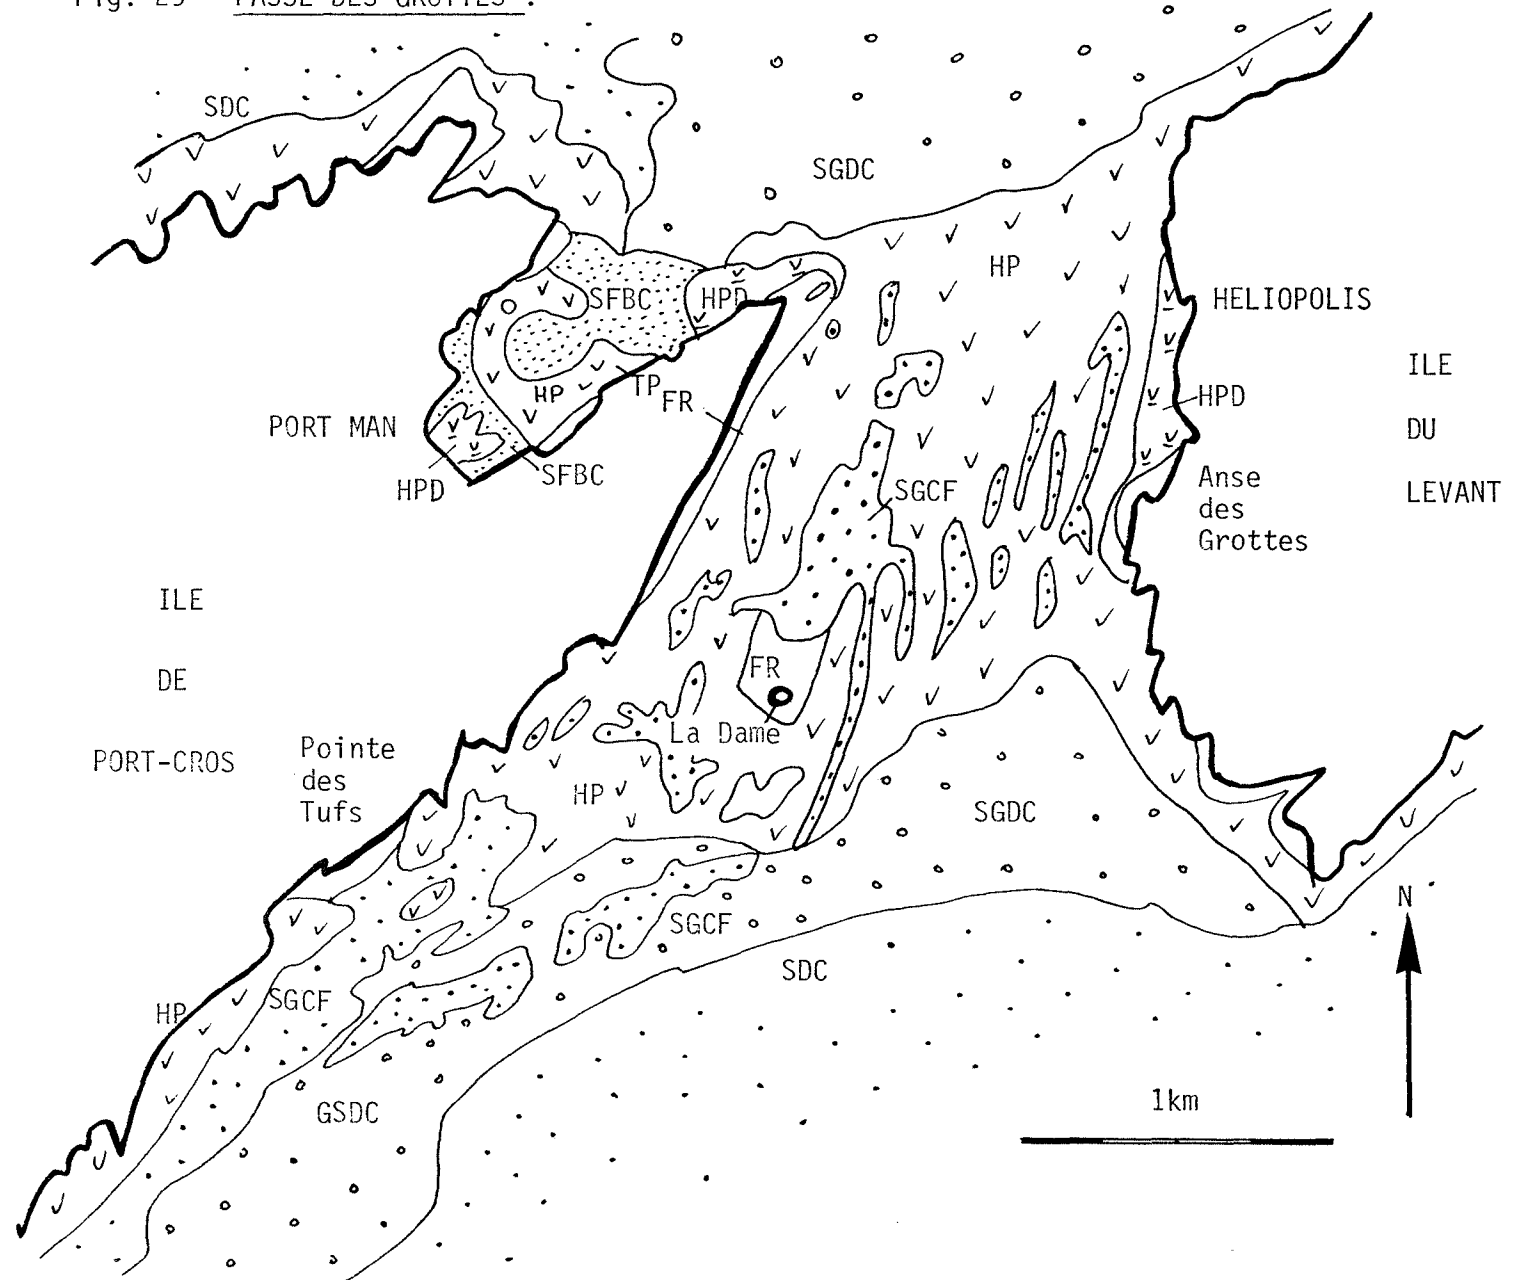 Fig. 29 PASSE DES GROTTES .
SDC
SGDC
HP
SFBC
HPD
HELIOPOLIS
ILE
DU
LEVANT
HP
TP
FR
HPD
PORT MAN
HPD
SFBC
SGCF
Anse
des
Grottes
ILE
DE
PORT-CROS
FR
La Dame
Pointe
des
Tufs
HP
SGDC
SGCF
SDC
N
HP
SGCF
GSDC
1km